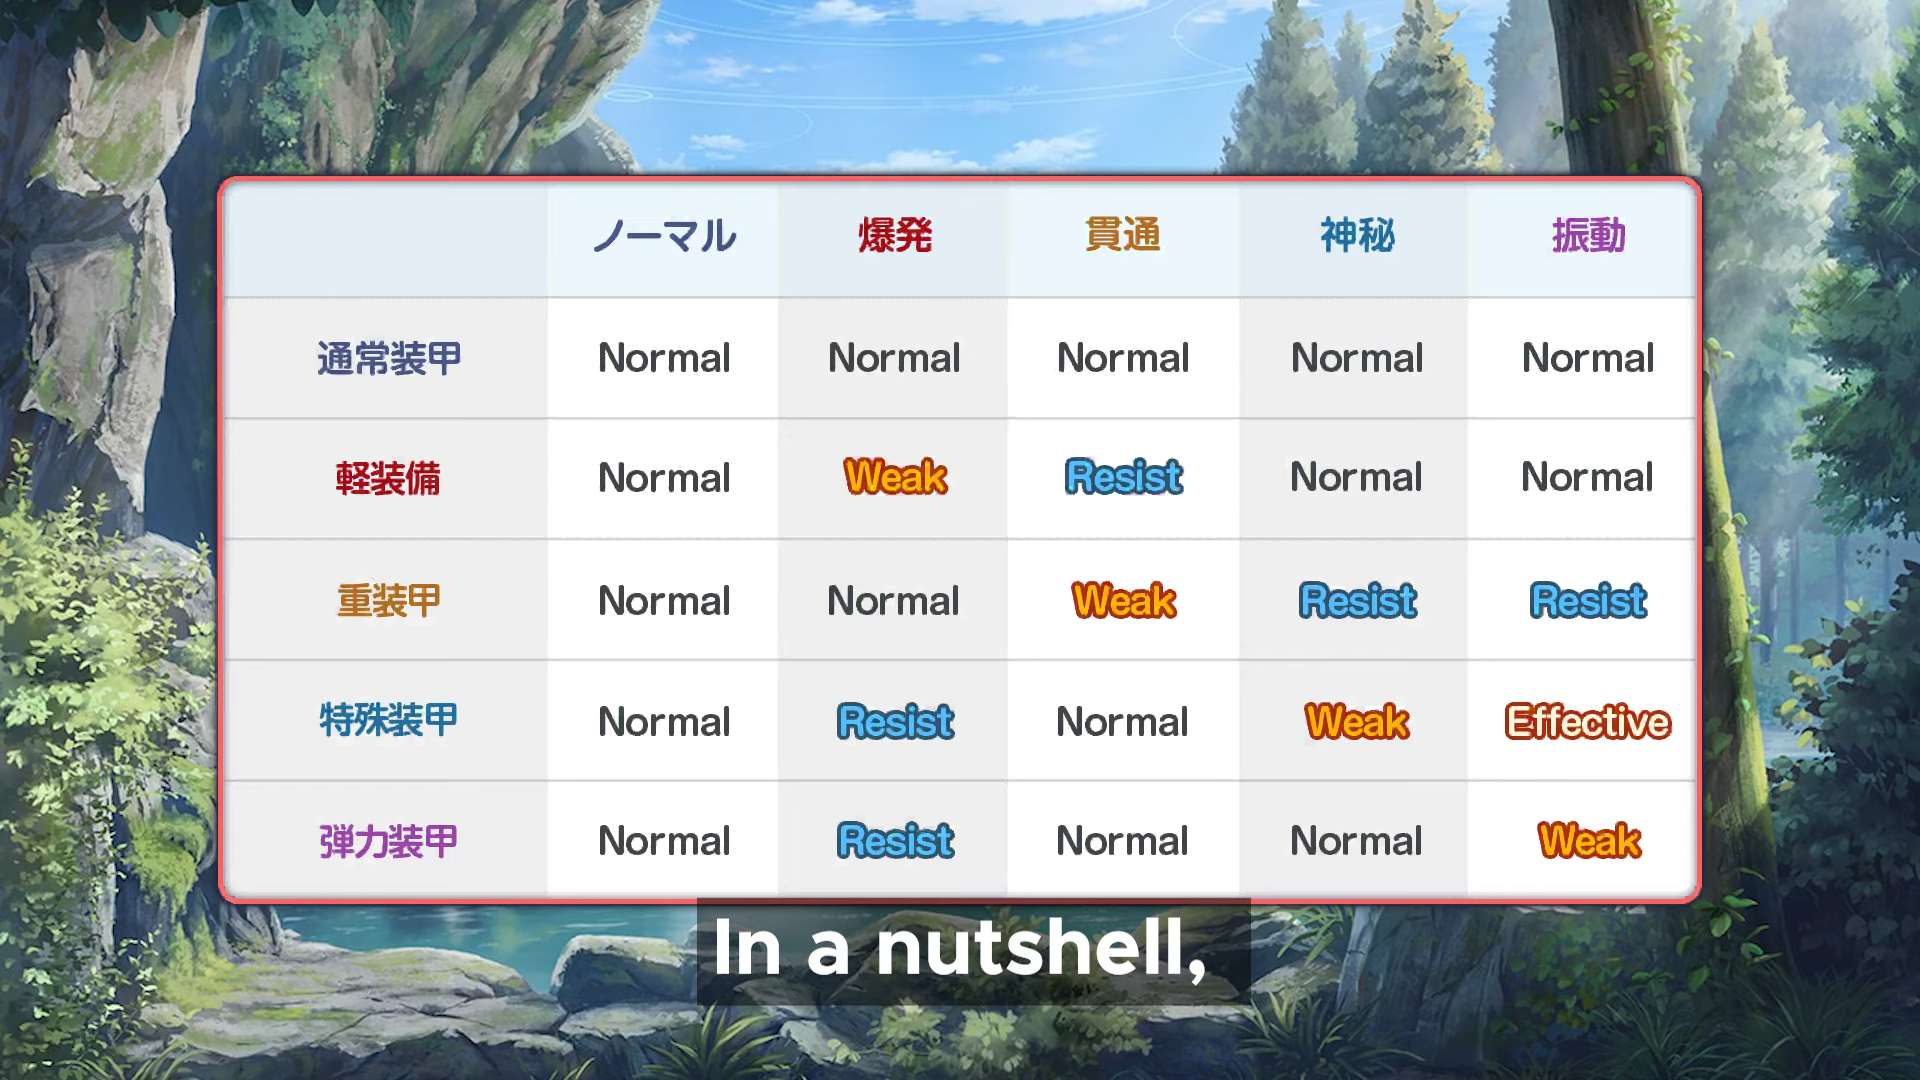 ノーマル 爆発 貫通 神秘 振動
通常装甲 Normal Normal Normal Normal Normal
軽装備 Normal Weak Resist Normal Normal
重装甲 Normal Normal Weak Resist Resist
特殊装甲 Normal Resist Normal Weak Effective
弾力装甲 Normal Resist Normal Normal Weak
In a nutshell,